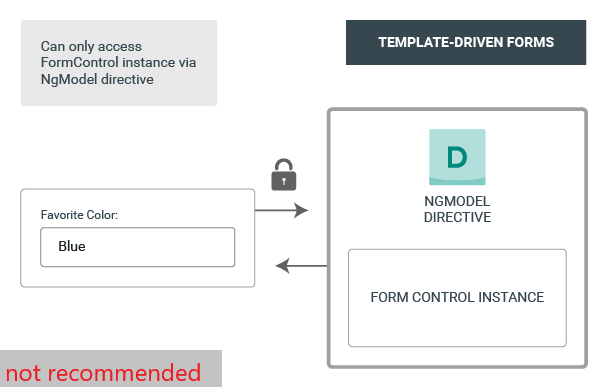 Can only access
FormControl instance via
NgModel directive
TEMPLATE-DRIVEN FORMS
D
NGMODEL
DIRECTIVE
Favorite Color:
Blue
FORM CONTROL INSTANCE
not recommended